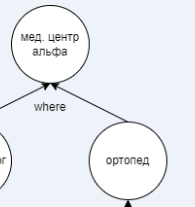 мед. центр
альфа
where
ортопед